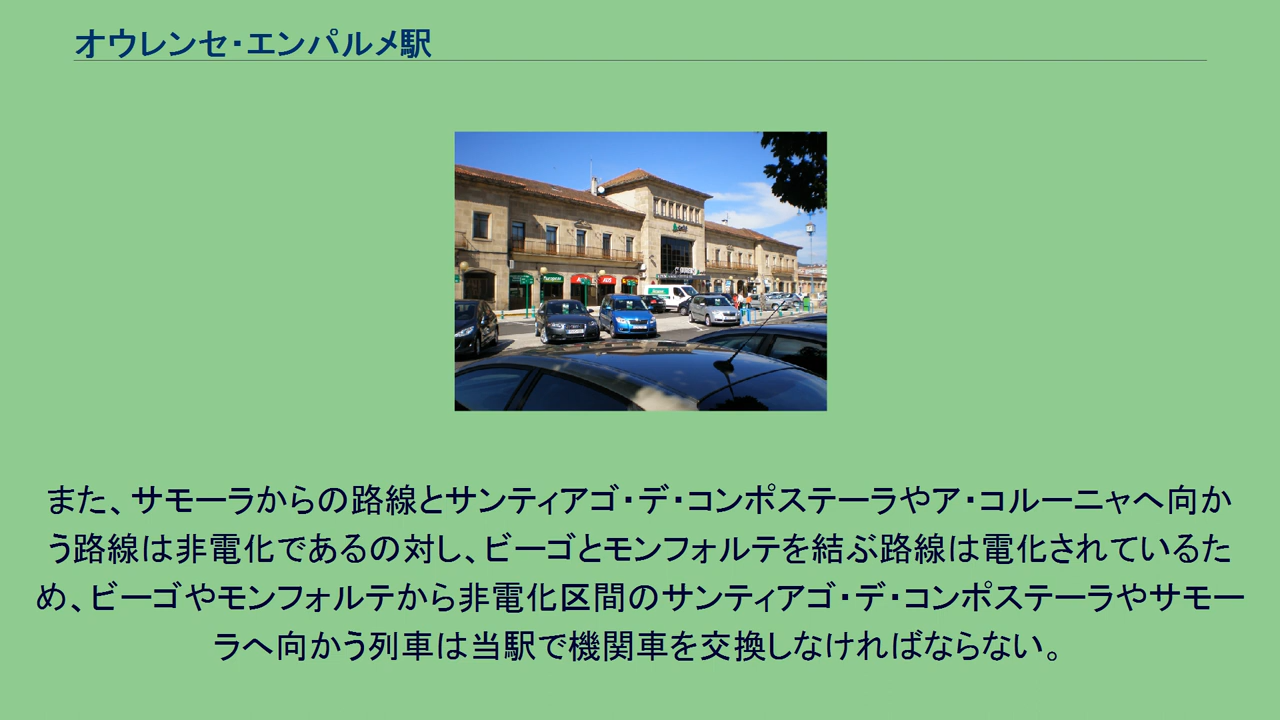 オウレンセ・エンパルメ駅
また、サモーラからの路線とサンティアゴ・デ・コンポステーラやア・コルーニャへ向か
う路線は非電化であるの対し、ビーゴとモンフォルテを結ぶ路線は電化されているた
め、ビーゴやモンフォルテから非電化区間のサンティアゴ・デ・コンポステーラやサモー
ラへ向かう列車は当駅で機関車を交換しなければならない。